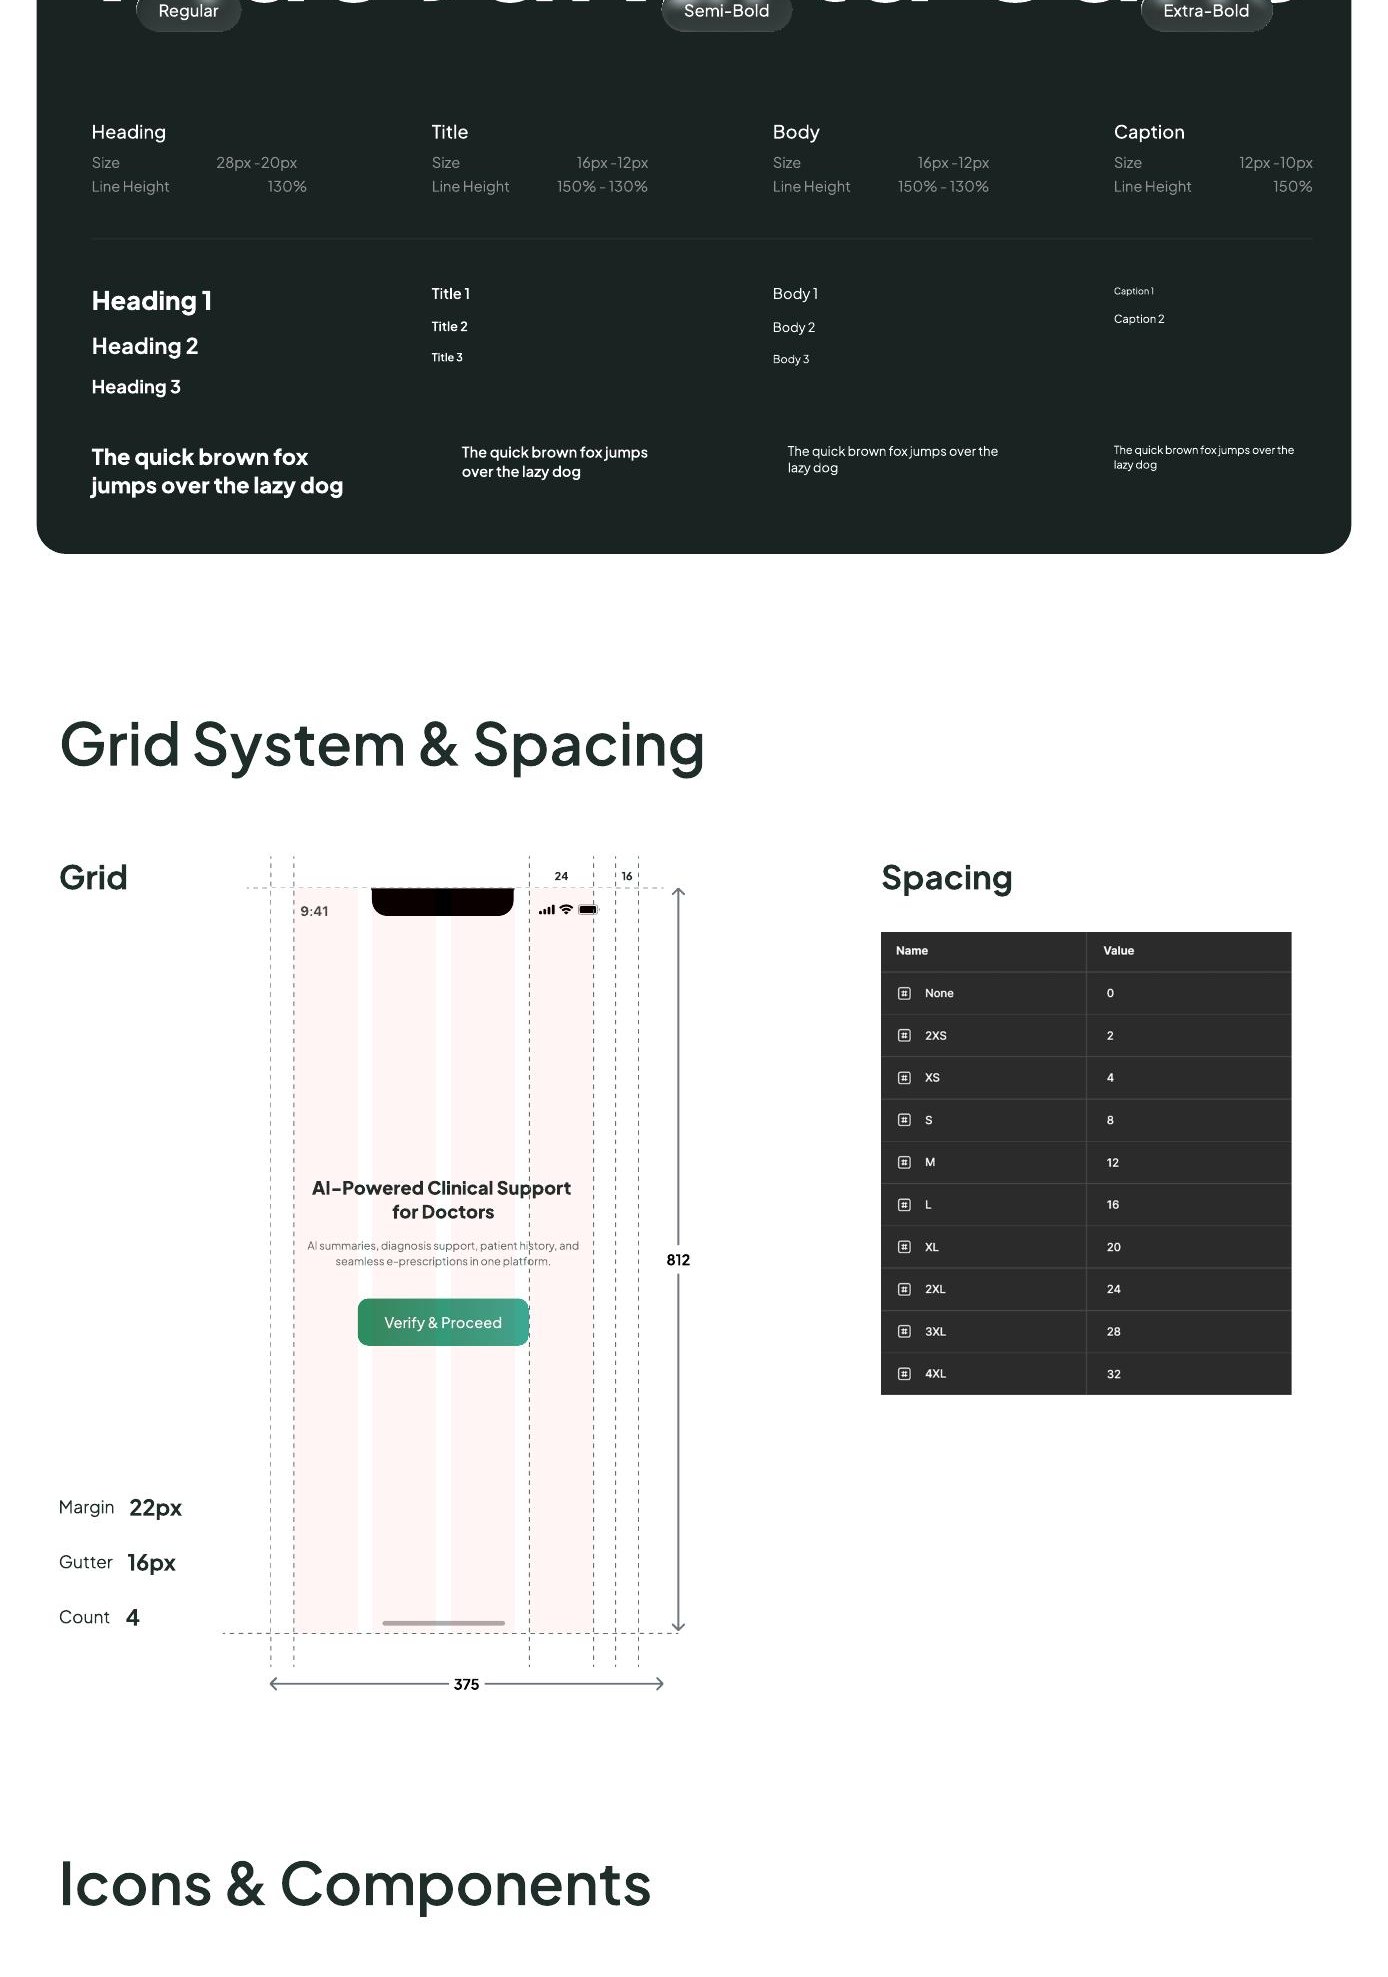 Regular
Semi-Bold
Extra-Bold
Heading
Size 28px -20px
Line Height 130%
Title
Size 16px -12px
Line Height 150% - 130%
Body
Size 16px -12px
Line Height 150% - 130%
Caption
Size 12px -10px
Line Height 150%
Heading 1
Heading 2
Heading 3
Title 1
Title 2
Title 3
Body 1
Body 2
Body 3
Caption 1
Caption 2
The quick brown fox
jumps over the lazy dog
The quick brown fox jumps
over the lazy dog
The quick brown fox jumps over the
lazy dog
The quick brown fox jumps over the
lazy dog
Grid System & Spacing
Grid
24
16
9:41
AI-Powered Clinical Support
for Doctors
AI summaries, diagnosis support, patient history, and
seamless e-prescriptions in one platform.
Verify & Proceed
812
375
Margin 22px
Gutter 16px
Count 4
Spacing
Name Value
None 0
2XS 2
XS 4
S 8
M 12
L 16
XL 20
2XL 24
3XL 28
4XL 32
Icons & Components